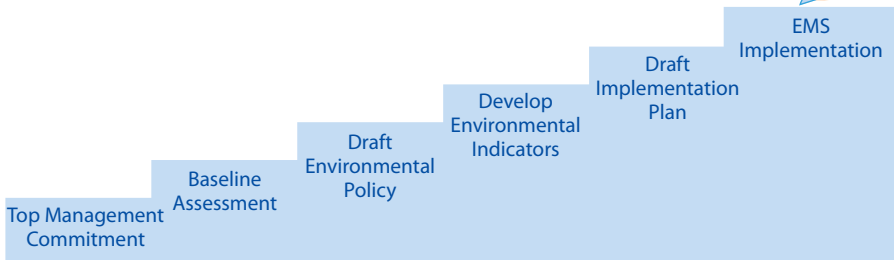 Top Management
Commitment
Baseline
Assessment
Draft
Environmental
Policy
Develop
Environmental
Indicators
Draft
Implementation
Plan
EMS
Implementation